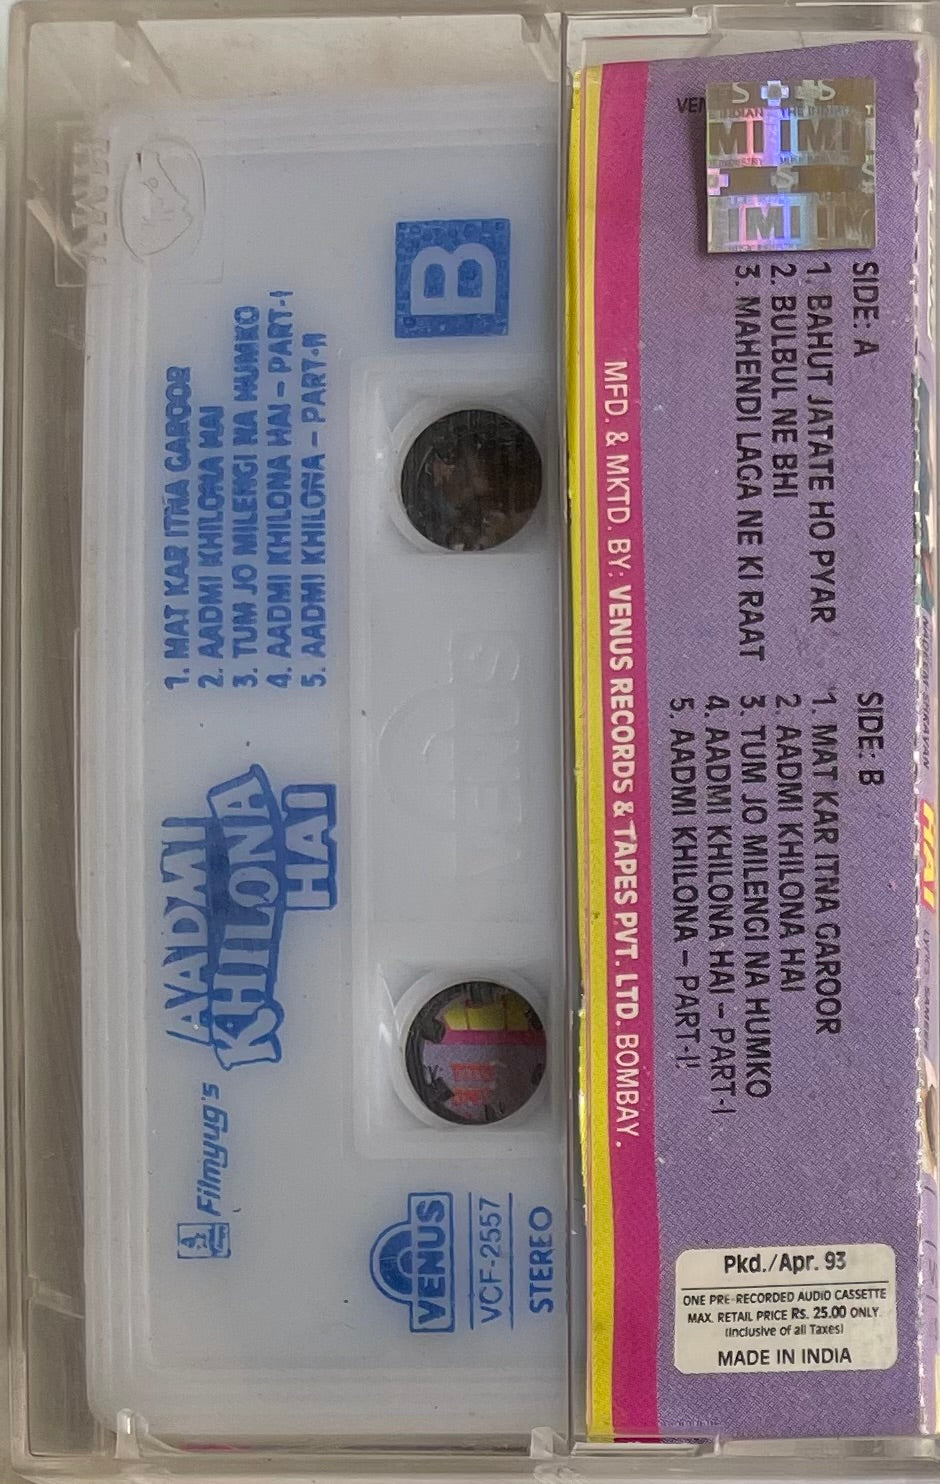 B
1. MAT KAR ITNA GAROOR
2. AADMI KHILONA HAI
3. TUM JO MILENGI NA HUMKO
4. AADMI KHILONA HAI – PART-I
5. AADMI KHILONA – PART-II
Filmyug's
AADMI
KHILONA
HAI
VENUS
VCF-2557
STEREO
VENUS
MFD. & MKTD. BY: VENUS RECORDS & TAPES PVT. LTD. BOMBAY.
IMI IMI
SIDE: A
1. BAHUT JATATE HO PYAR
2. BULBUL NE BHI
3. MAHENDI LAGA NE KI RAAT
SIDE: B
1. MAT KAR ITNA GAROOR
2. AADMI KHILONA HAI
3. TUM JO MILENGI NA HUMKO
4. AADMI KHILONA HAI – PART-I
5. AADMI KHILONA – PART-II
Pkd./Apr. 93
ONE PRE-RECORDED AUDIO CASSETTE
MAX. RETAIL PRICE Rs. 25.00 ONLY.
(Inclusive of all Taxes)
MADE IN INDIA
HAI